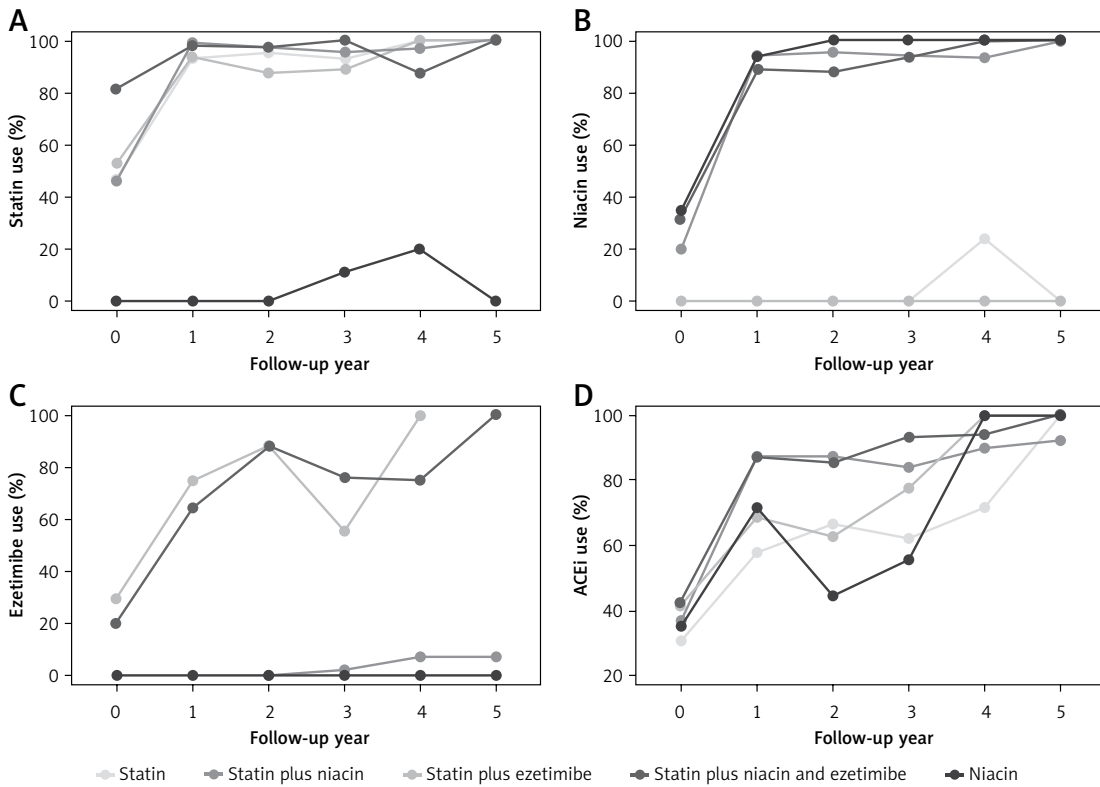 A
100
80
60
40
20
0
Statin use (%)
0 1 2 3 4 5
Follow-up year
B
100
80
60
40
20
0
Niacin use (%)
0 1 2 3 4 5
Follow-up year
C
100
80
60
40
20
0
Ezetimibe use (%)
0 1 2 3 4 5
Follow-up year
D
100
80
60
40
20
ACEi use (%)
0 1 2 3 4 5
Follow-up year
Statin Statin plus niacin Statin plus ezetimibe Statin plus niacin and ezetimibe Niacin